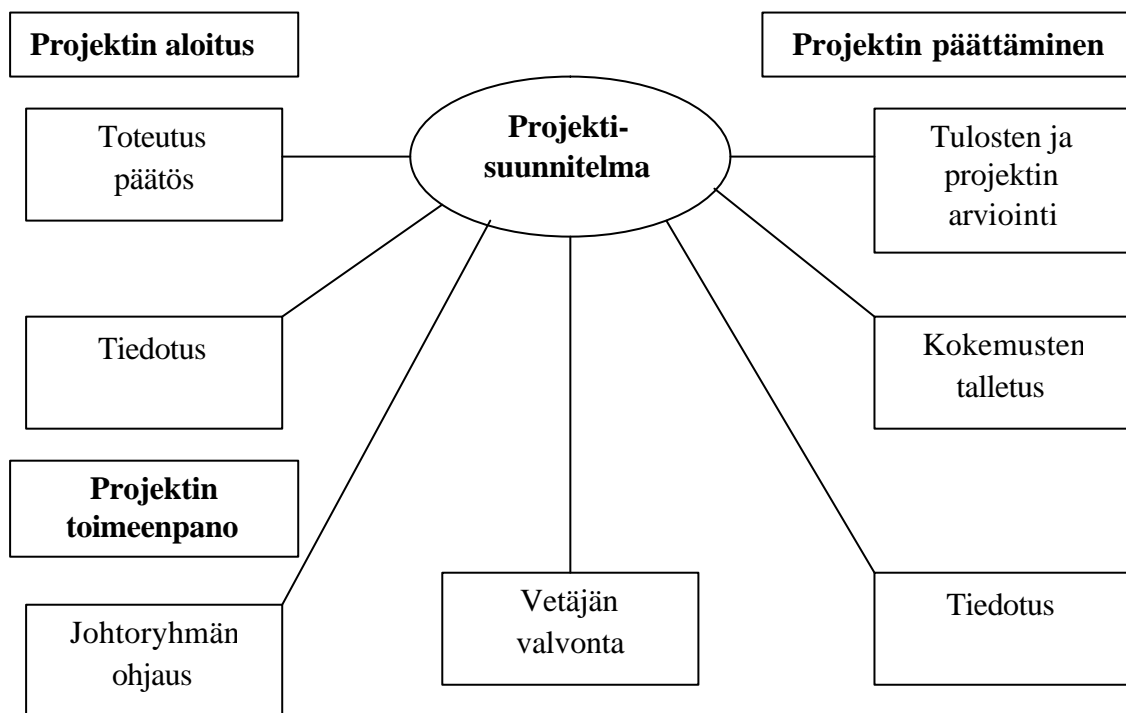 Projektin aloitus
Projektin päättäminen
Toteutus
päätös
Projekti-
suunnitelma
Tulosten ja
projektin
arviointi
Tiedotus
Kokemusten
talletus
Projektin
toimeenpano
Johtoryhmän
ohjaus
Vetäjän
valvonta
Tiedotus